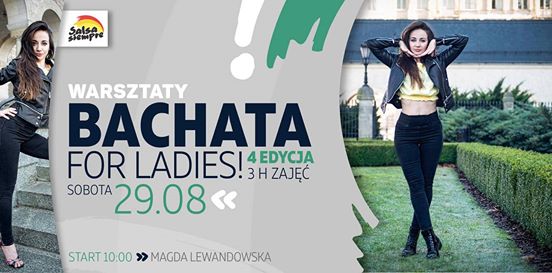 Salsa
siempre
WARSZTATY
BACHATA
FOR LADIES! 4 EDYCJA
3 H ZAJĘĆ
SOBOTA
29.08 «
START 10:00 » MAGDA LEWANDOWSKA